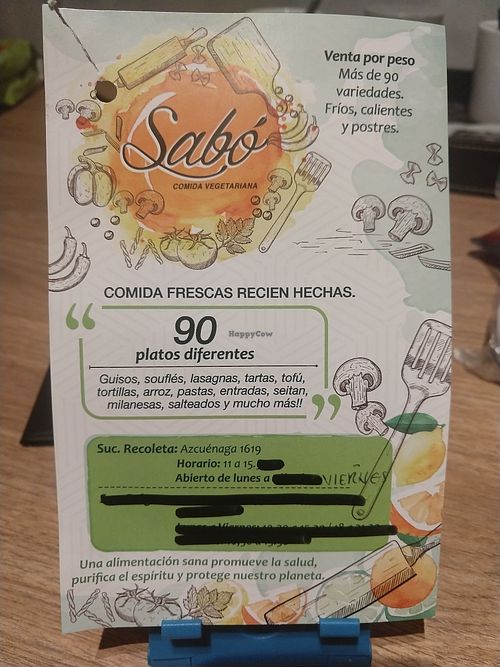 Sabó
COMIDA VEGETARIANA
Venta por peso
Más de 90
variedades.
Fríos, calientes
y postres.
COMIDA FRESCAS RECIEN HECHAS.
“
90
HappyCow
platos diferentes
Guisos, souflés, lasagnas, tartas, tofú,
tortillas, arroz, pastas, entradas, seitan,
milanesas, salteados y mucho más!!
”
Suc. Recoleta: Azcuénaga 1619
Horario: 11 a 15.
Abierto de lunes a VIERNES
Una alimentación sana promueve la salud,
purifica el espíritu y protege nuestro planeta.